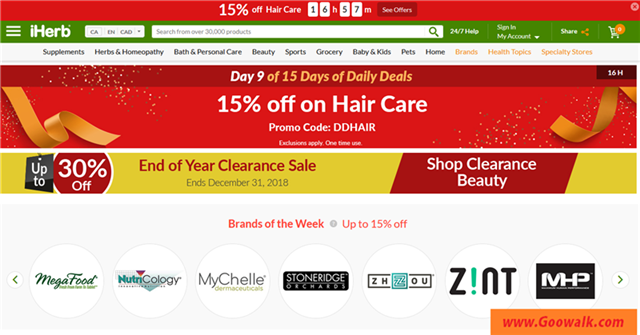 15% off Hair Care 1 6 h 5 7 m See Offers
iHerb
CA EN CAD
Search from over 30,000 products
24/7 Help
Sign In
My Account
Share
0
Supplements Herbs & Homeopathy Bath & Personal Care Beauty Sports Grocery Baby & Kids Pets Home Brands Health Topics Specialty Stores
Day 9 of 15 Days of Daily Deals
16 H
15% off on Hair Care
Promo Code: DDHAIR
Exclusions apply. One time use.
Up to 30% Off
End of Year Clearance Sale
Ends December 31, 2018
Shop Clearance
Beauty
Brands of the Week ? Up to 15% off
MegaFood
NutriCology
MyChelle
dermaceuticals
STONERIDGE
ORCHARDS
ZHOU
Z!NT
MHP
www.Goowalk.com